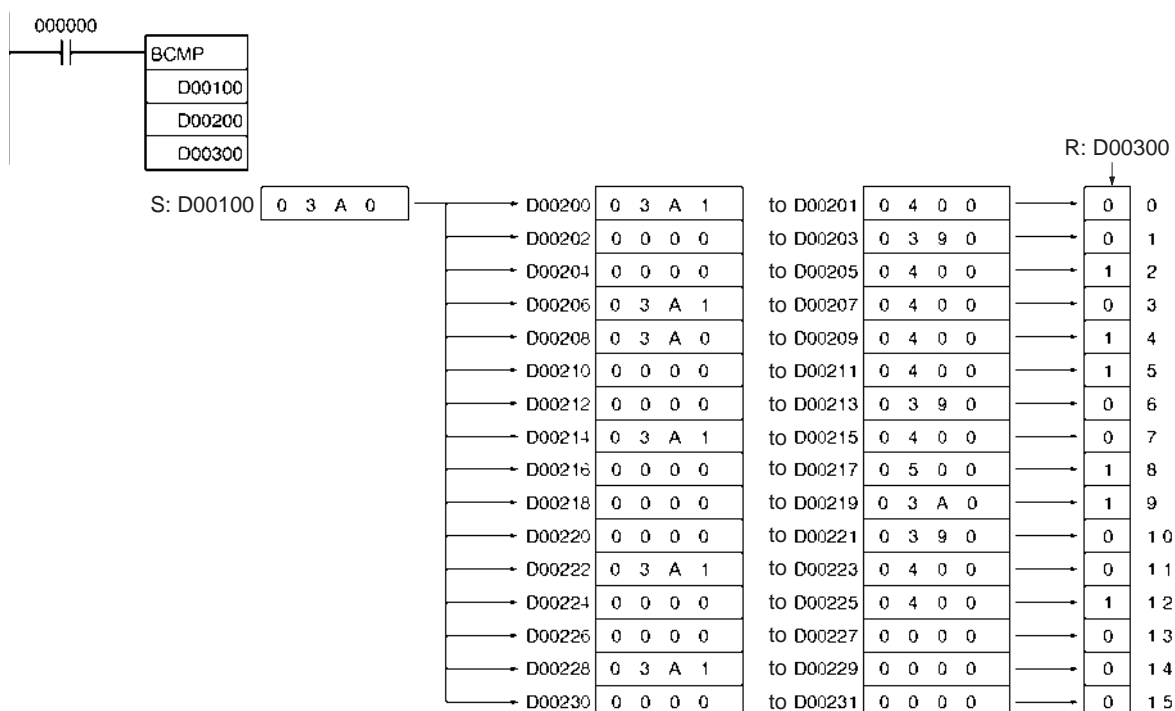 000000
BCMP
D00100
D00200
D00300
R: D00300
S: D00100 0 3 A 0
D00200 0 3 A 1 to D00201 0 4 0 0 0 0
D00202 0 0 0 0 to D00203 0 3 9 0 0 1
D00204 0 0 0 0 to D00205 0 4 0 0 1 2
D00206 0 3 A 1 to D00207 0 4 0 0 0 3
D00208 0 3 A 0 to D00209 0 4 0 0 1 4
D00210 0 0 0 0 to D00211 0 4 0 0 1 5
D00212 0 0 0 0 to D00213 0 3 9 0 0 6
D00214 0 3 A 1 to D00215 0 4 0 0 0 7
D00216 0 0 0 0 to D00217 0 5 0 0 1 8
D00218 0 0 0 0 to D00219 0 3 A 0 1 9
D00220 0 0 0 0 to D00221 0 3 9 0 0 10
D00222 0 3 A 1 to D00223 0 4 0 0 0 11
D00224 0 0 0 0 to D00225 0 4 0 0 1 12
D00226 0 0 0 0 to D00227 0 0 0 0 0 13
D00228 0 3 A 1 to D00229 0 0 0 0 0 14
D00230 0 0 0 0 to D00231 0 0 0 0 0 15